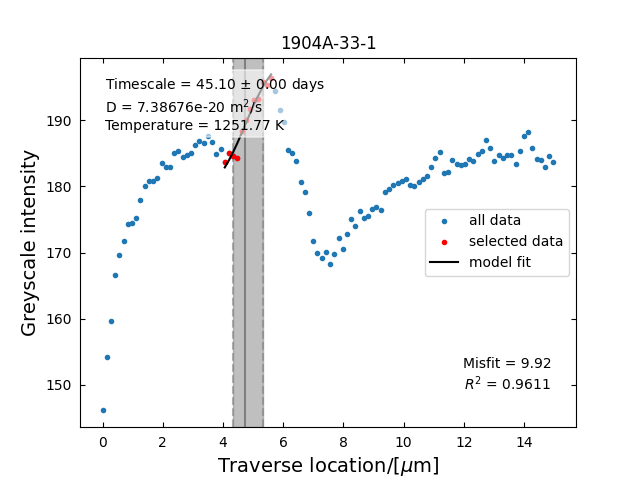 1904A-33-1
Timescale = 45.10 ± 0.00 days
D = 7.38676e-20 m²/s
Temperature = 1251.77 K
Greyscale intensity
190
180
170
160
150
all data
selected data
model fit
Misfit = 9.92
R² = 0.9611
0 2 4 6 8 10 12 14
Traverse location/[μm]